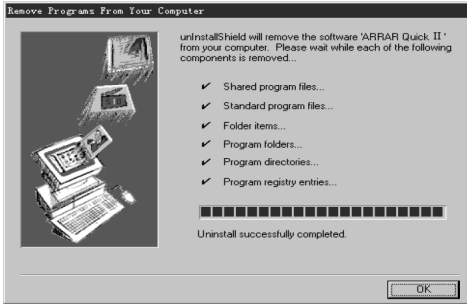 Remove Programs From Your Computer
unInstallShield will remove the software 'ARRAR Quick II'
from your computer. Please wait while each of the following
components is removed...
Shared program files...
Standard program files...
Folder items...
Program folders...
Program directories...
Program registry entries...
Uninstall successfully completed.
OK